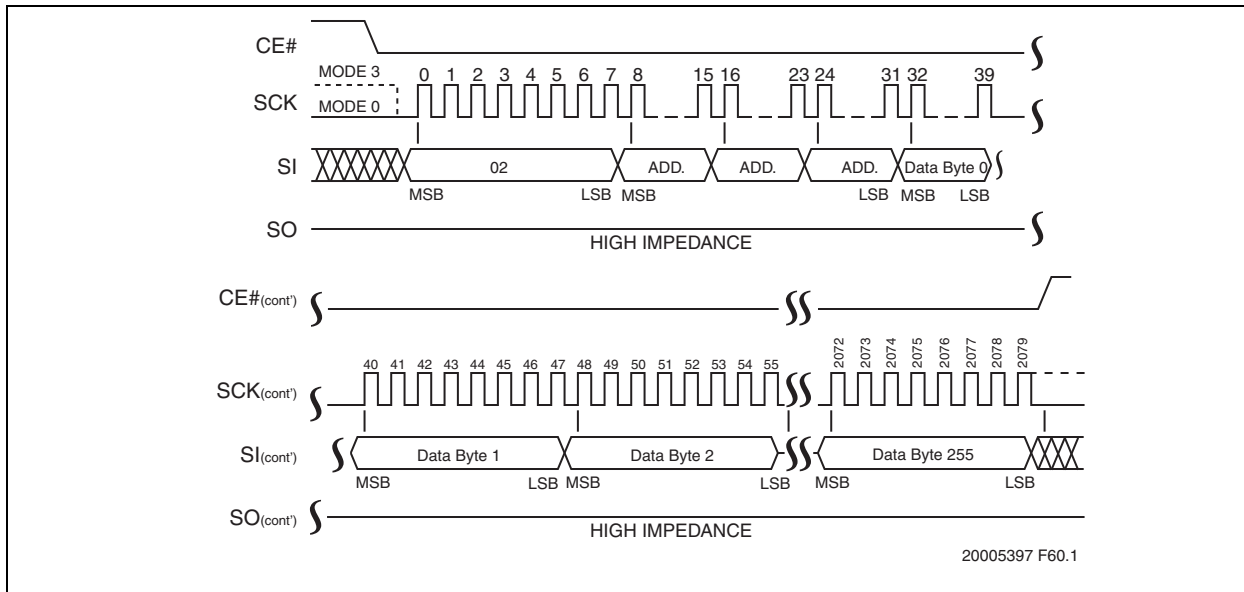 CE#
MODE 3
0 1 2 3 4 5 6 7 8 15 16 23 24 31 32 39
SCK
MODE 0
SI
02 ADD. ADD. ADD. Data Byte 0
MSB LSB MSB LSB MSB LSB
SO
HIGH IMPEDANCE
CE#(cont')
40 41 42 43 44 45 46 47 48 49 50 51 52 53 54 55 2072 2073 2074 2075 2076 2077 2078 2079
SCK(cont')
SI(cont')
Data Byte 1 Data Byte 2 Data Byte 255
MSB LSB MSB LSB MSB LSB
SO(cont')
HIGH IMPEDANCE
20005397 F60.1